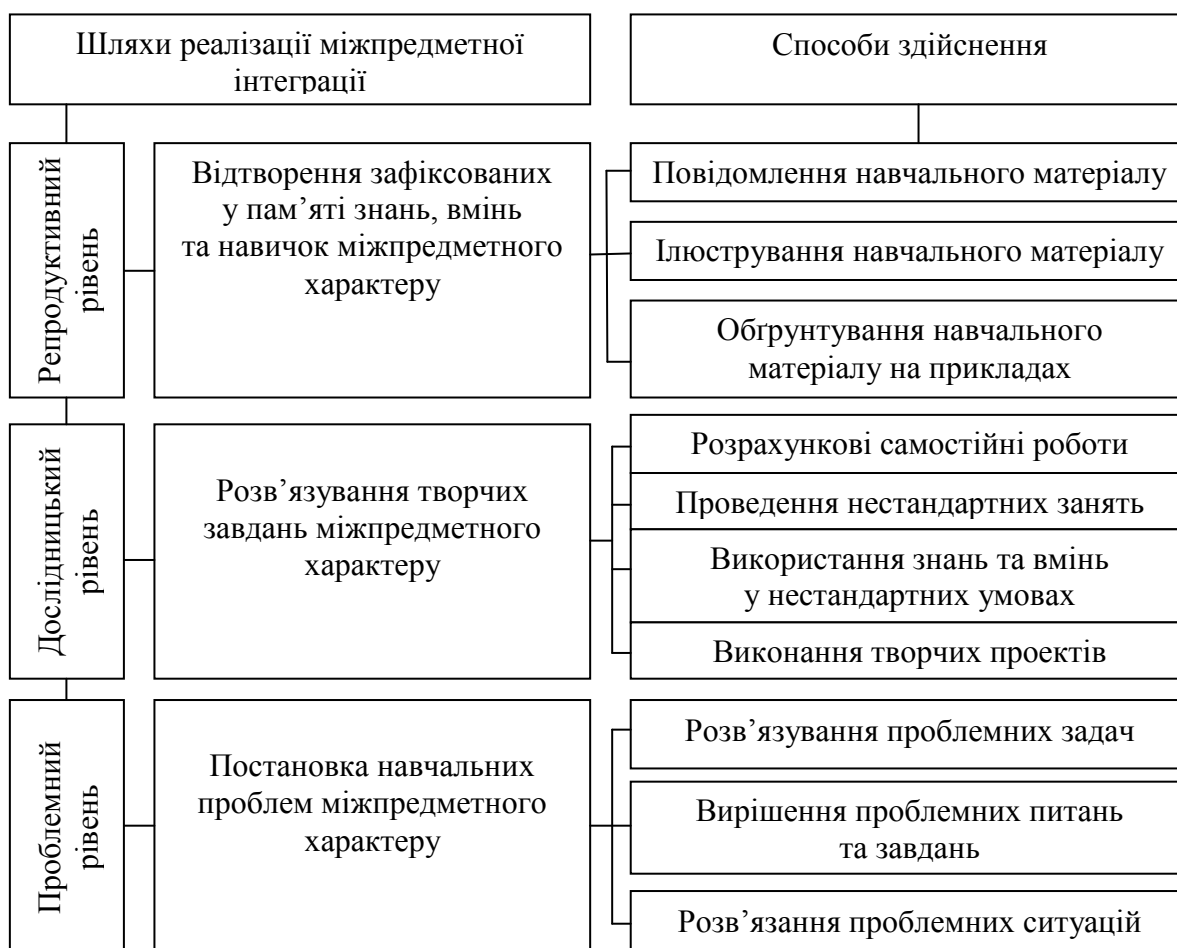 Шляхи реалізації міжпредметної
інтеграції
Способи здійснення
Репродуктивний
рівень
Відтворення зафіксованих
у пам’яті знань, вмінь
та навичок міжпредметного
характеру
Повідомлення навчального матеріалу
Ілюстрування навчального матеріалу
Обґрунтування навчального
матеріалу на прикладах
Дослідницький
рівень
Розв’язування творчих
завдань міжпредметного
характеру
Розрахункові самостійні роботи
Проведення нестандартних занять
Використання знань та вмінь
у нестандартних умовах
Виконання творчих проектів
Проблемний
рівень
Постановка навчальних
проблем міжпредметного
характеру
Розв’язування проблемних задач
Вирішення проблемних питань
та завдань
Розв’язання проблемних ситуацій